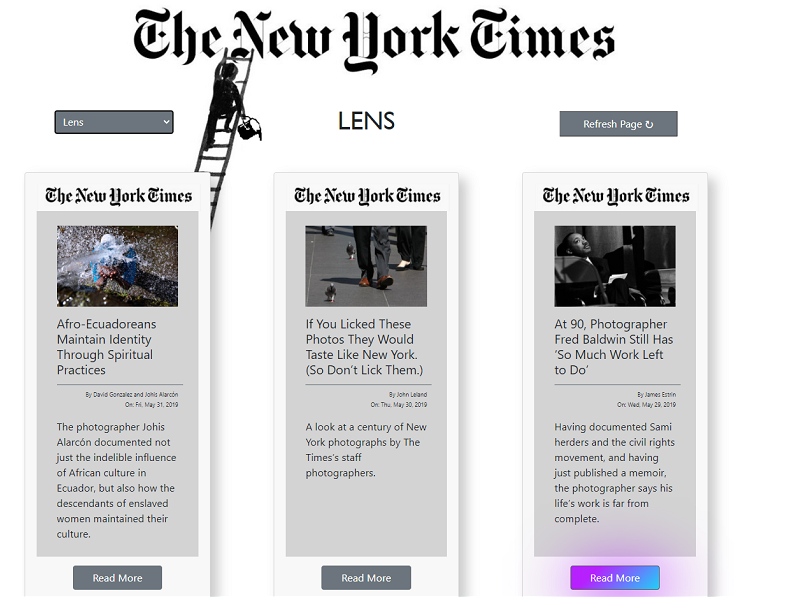 The New York Times
Lens
LENS
Refresh Page ↻
The New York Times
Afro-Ecuadoreans
Maintain Identity
Through Spiritual
Practices
By David Gonzalez and Johis Alarcón
On: Fri, May 31, 2019
The photographer Johis
Alarcón documented not
just the indelible influence
of African culture in
Ecuador, but also how the
descendants of enslaved
women maintained their
culture.
Read More
The New York Times
If You Licked These
Photos They Would
Taste Like New York.
(So Don’t Lick Them.)
By John Leland
On: Thu, May 30, 2019
A look at a century of New
York photographs by The
Times’s staff
photographers.
Read More
The New York Times
At 90, Photographer
Fred Baldwin Still Has
‘So Much Work Left
to Do’
By James Estrin
On: Wed, May 29, 2019
Having documented Sami
herders and the civil rights
movement, and having
just published a memoir,
the photographer says his
life’s work is far from
complete.
Read More